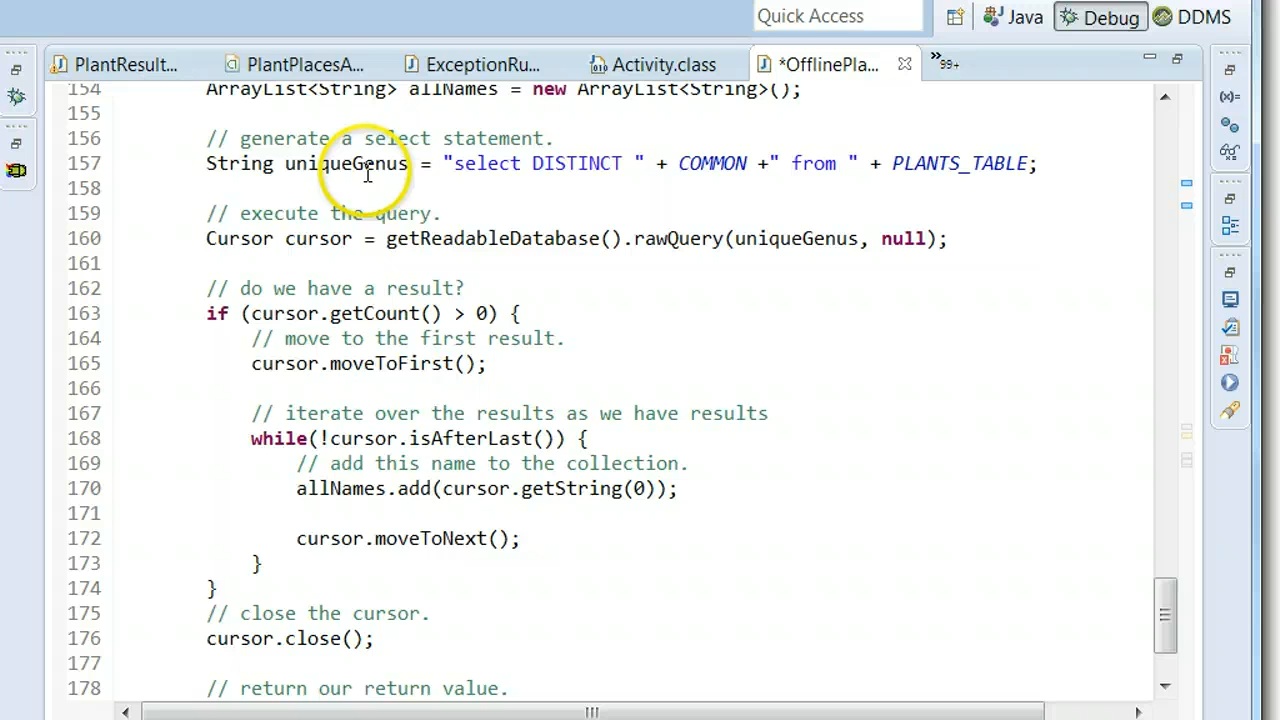 Quick Access
Java
Debug
DDMS
PlantResult...
PlantPlacesA...
ExceptionRu...
Activity.class
*OfflinePla...
»99+
154 ArrayList<String> allNames = new ArrayList<String>();
155
156 // generate a select statement.
157 String uniqueGenus = "select DISTINCT " + COMMON +" from " + PLANTS_TABLE;
158
159 // execute the query.
160 Cursor cursor = getReadableDatabase().rawQuery(uniqueGenus, null);
161
162 // do we have a result?
163 if (cursor.getCount() > 0) {
164 // move to the first result.
165 cursor.moveToFirst();
166
167 // iterate over the results as we have results
168 while(!cursor.isAfterLast()) {
169 // add this name to the collection.
170 allNames.add(cursor.getString(0));
171
172 cursor.moveToNext();
173 }
174 }
175 // close the cursor.
176 cursor.close();
177
178 // return our return value.